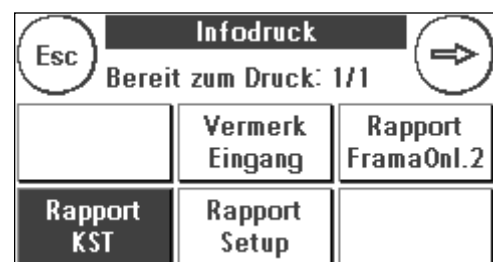 Infodruck
Esc
Bereit zum Druck: 1/1
Vermerk
Eingang
Rapport
FramaOnl.2
Rapport
KST
Rapport
Setup